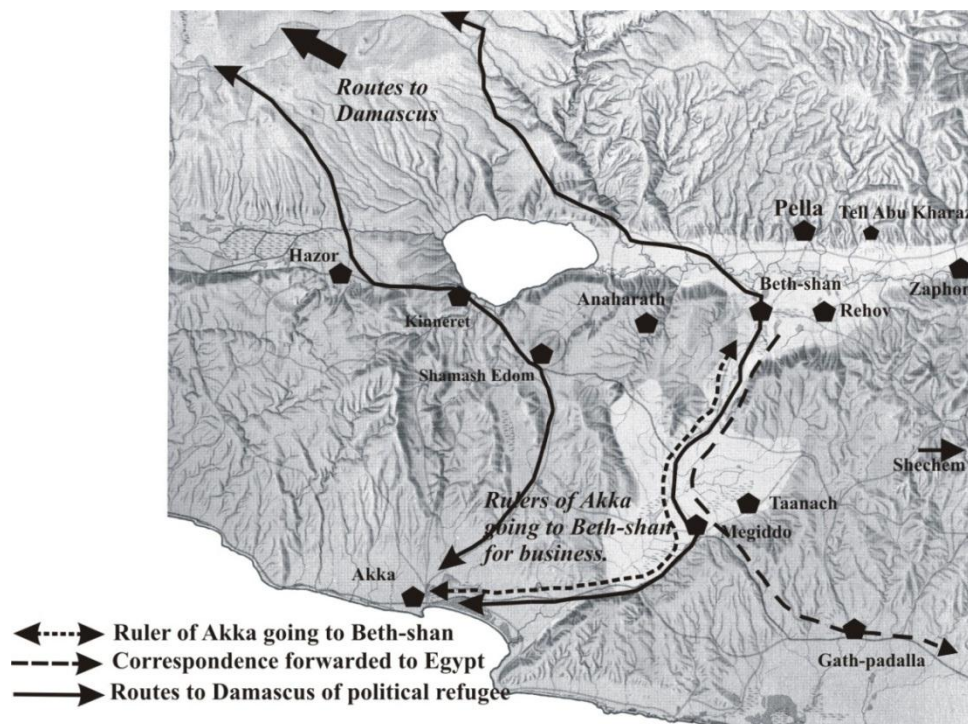 Routes to
Damascus
Pella
Tell Abu Kharaz
Hazor
Anaharath
Beth-shan
Zaphon
Kinneret
Rehov
Shamash Edom
Shechem
Rulers of Akka
going to Beth-shan
for business.
Taanach
Megiddo
Akka
Ruler of Akka going to Beth-shan
Correspondence forwarded to Egypt
Gath-padalla
Routes to Damascus of political refugee